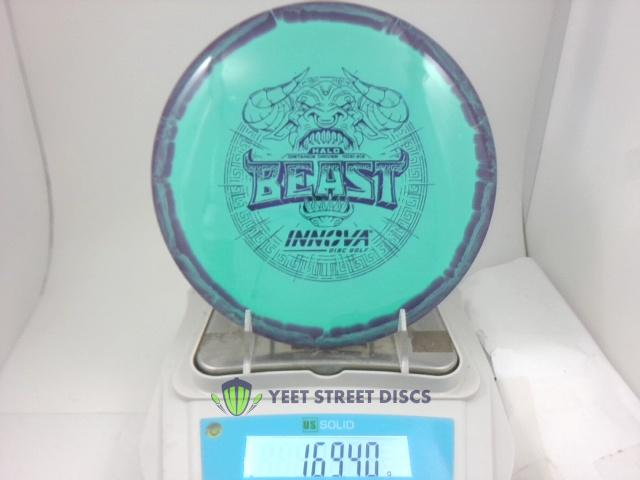 HALO
BEAST
INNOVA
DISC GOLF
YEET STREET DISCS
US SOLID
169.40 g